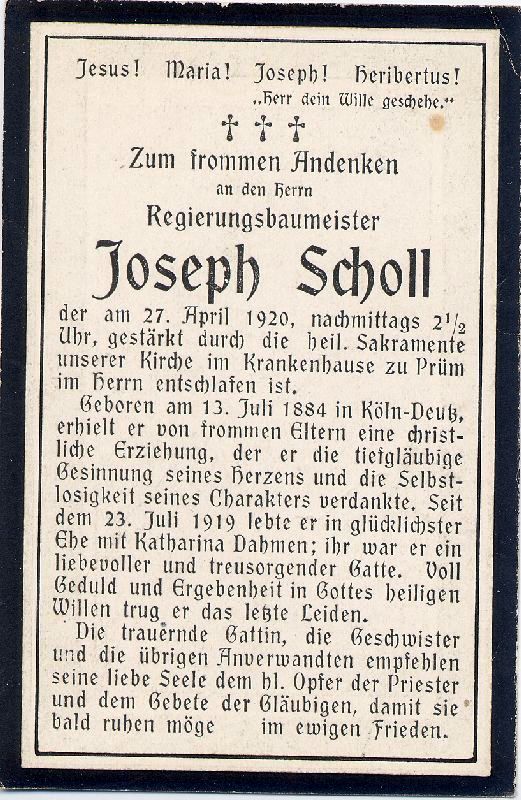 Jesus! Maria! Joseph! Heribertus!
„Herr dein Wille geschehe.“
† † †
Zum frommen Andenken
an den Herrn
Regierungsbaumeister
Joseph Scholl
der am 27. April 1920, nachmittags 2½
Uhr, gestärkt durch die heil. Sakramente
unserer Kirche im Krankenhause zu Prüm
im Herrn entschlafen ist.
Geboren am 13. Juli 1884 in Köln-Deutz,
erhielt er von frommen Eltern eine christ-
liche Erziehung, der er die tiefgläubige
Gesinnung seines Herzens und die Selbst-
losigkeit seines Charakters verdankte. Seit
dem 23. Juli 1919 lebte er in glücklichster
Ehe mit Katharina Dahmen; ihr war er ein
liebevoller und treusorgender Gatte. Voll
Geduld und Ergebenheit in Gottes heiligen
Willen trug er das letzte Leiden.
Die trauernde Gattin, die Geschwister
und die übrigen Anverwandten empfehlen
seine liebe Seele dem hl. Opfer der Priester
und dem Gebete der Gläubigen, damit sie
bald ruhen möge im ewigen Frieden.